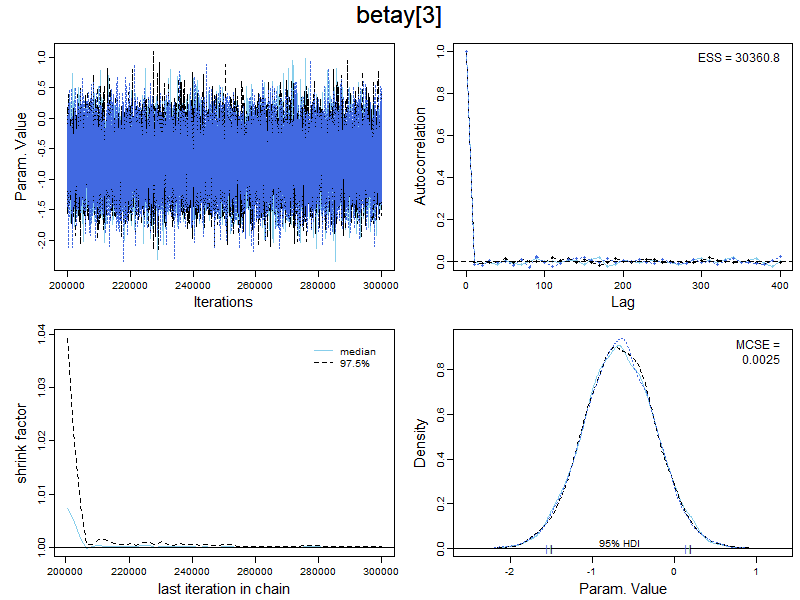 betay[3]
Param. Value
1.0
0.5
0.0
-0.5
-1.0
-1.5
-2.0
200000 220000 240000 260000 280000 300000
Iterations
ESS = 30360.8
Autocorrelation
1.0
0.8
0.6
0.4
0.2
0.0
0 100 200 300 400
Lag
median
97.5%
shrink factor
1.04
1.03
1.02
1.01
1.00
200000 220000 240000 260000 280000 300000
last iteration in chain
MCSE =
0.0025
Density
0.8
0.6
0.4
0.2
0.0
95% HDI
-2 -1 0 1
Param. Value